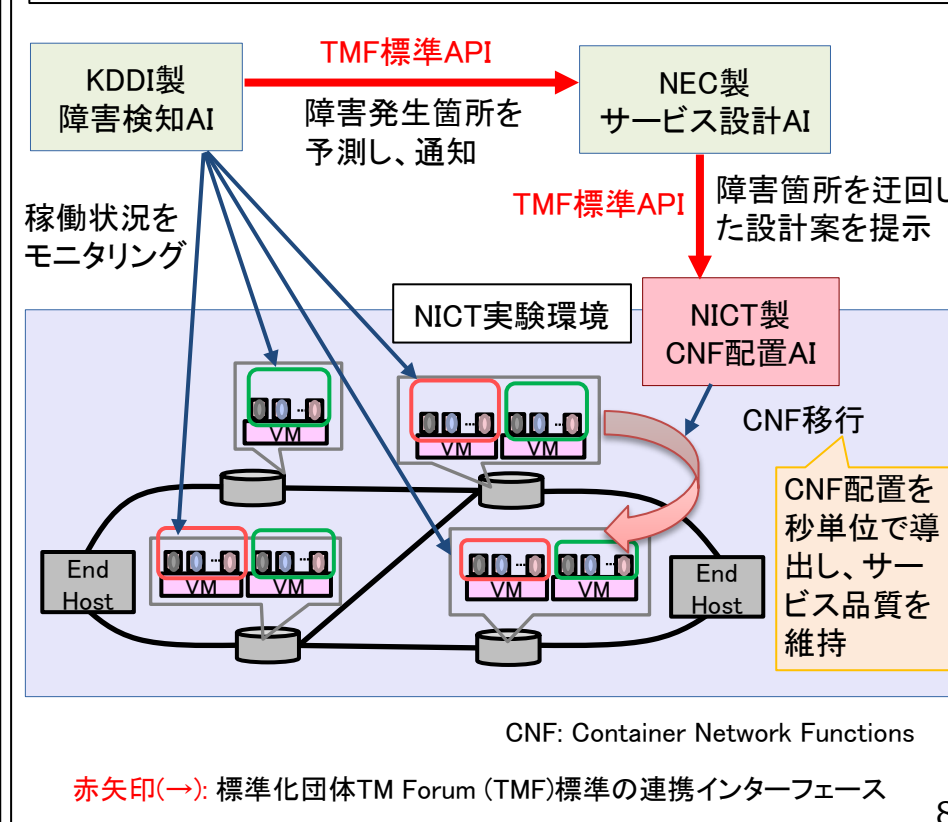 TMF標準API
KDDI製
障害検知AI
障害発生箇所を
予測し、通知
NEC製
サービス設計AI
稼働状況を
モニタリング
TMF標準API
障害箇所を迂回し
た設計案を提示
NICT実験環境
NICT製
CNF配置AI
CNF移行
...
VM
...
VM
...
VM
CNF配置を
秒単位で導
出し、サー
ビス品質を
維持
End
Host
...
VM
...
VM
...
VM
...
VM
End
Host
CNF: Container Network Functions
赤矢印(→): 標準化団体TM Forum (TMF)標準の連携インターフェース
8